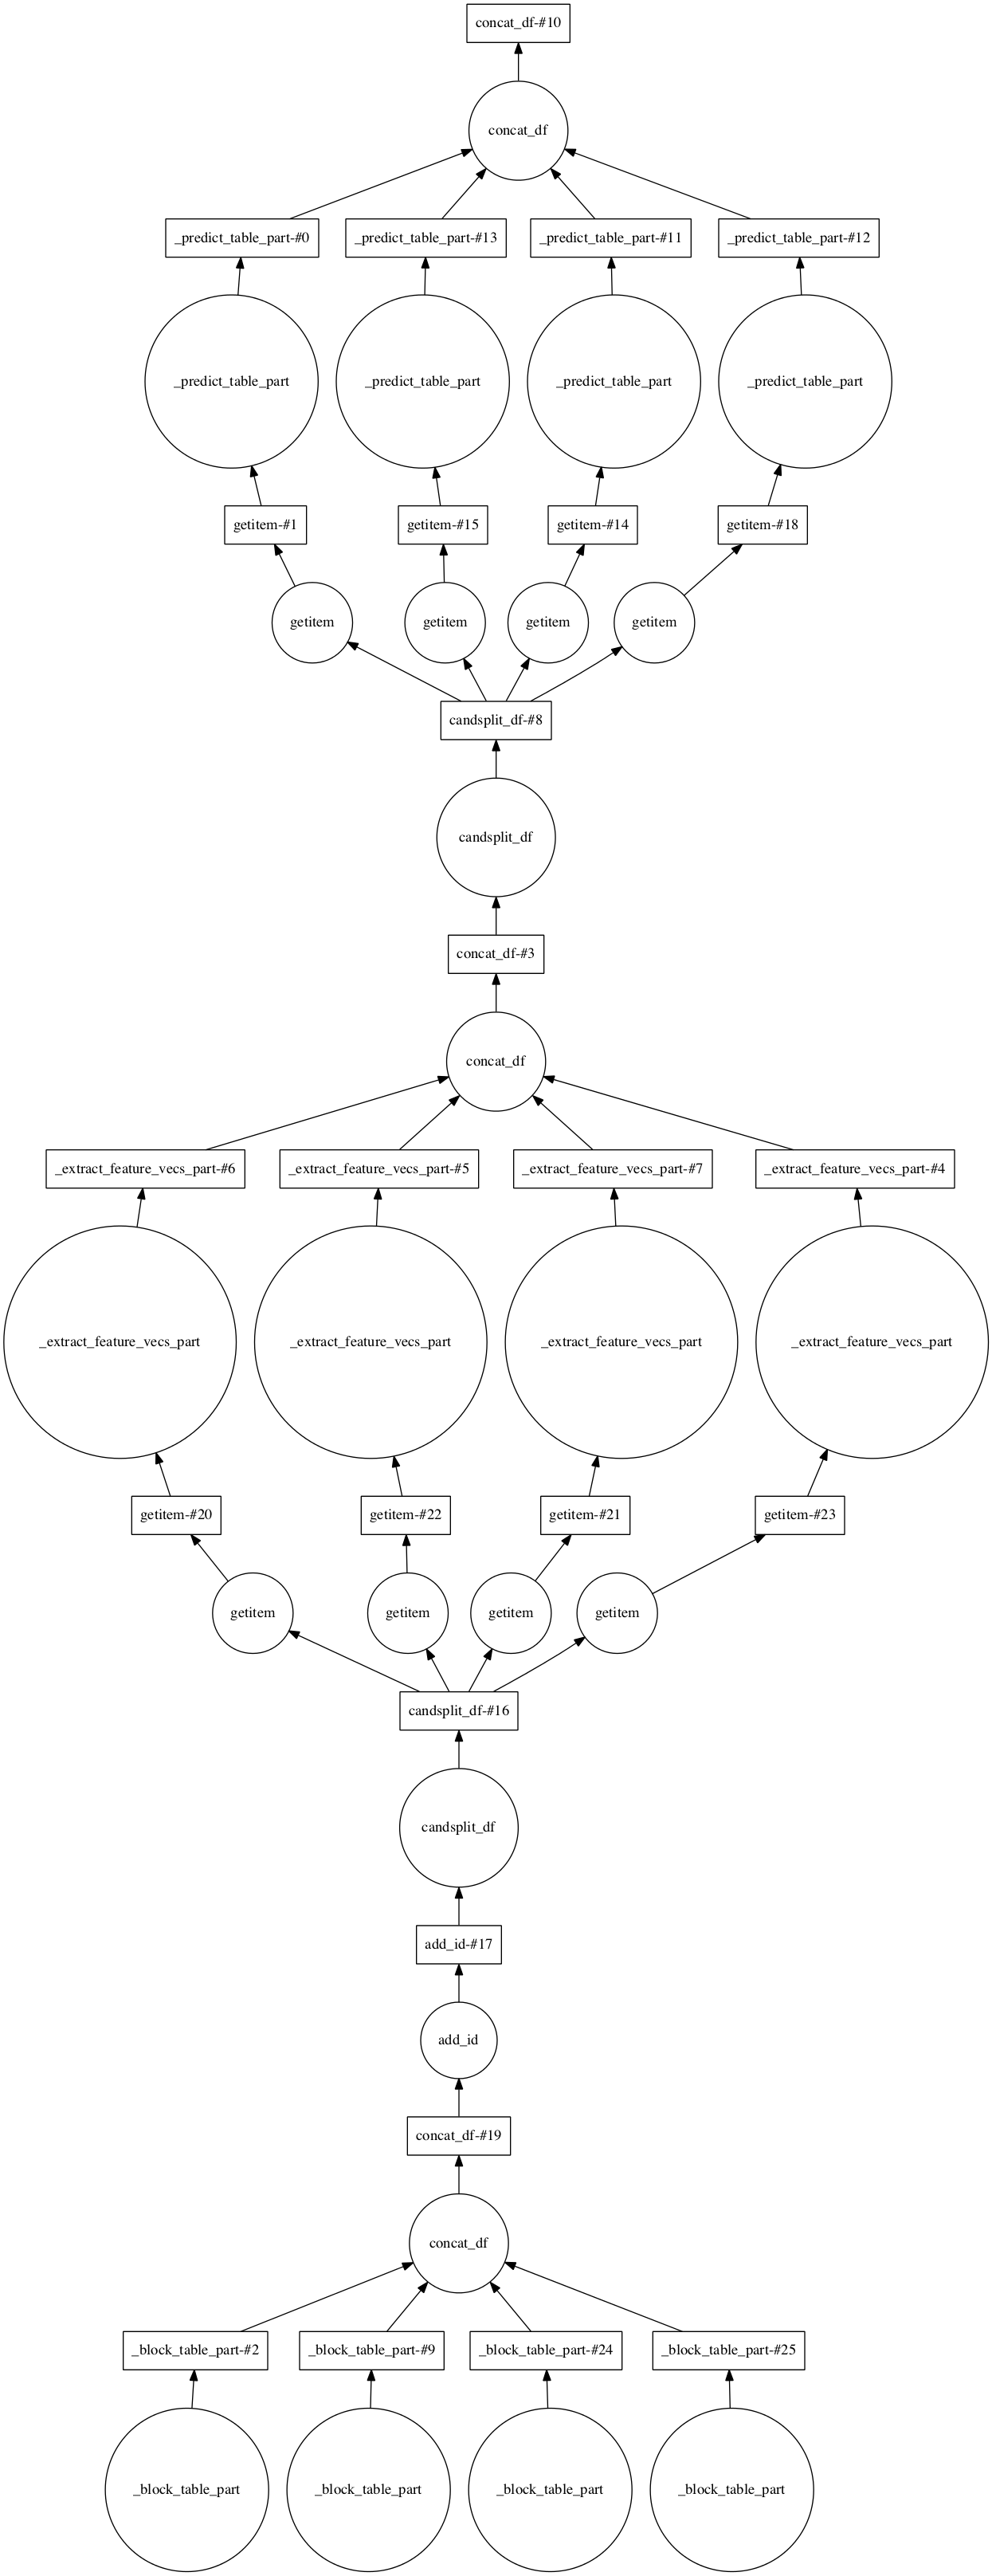 concat_df-#10
concat_df
_predict_table_part-#0
_predict_table_part-#13
_predict_table_part-#11
_predict_table_part-#12
_predict_table_part
_predict_table_part
_predict_table_part
_predict_table_part
getitem-#1
getitem-#15
getitem-#14
getitem-#18
getitem
getitem
getitem
getitem
candsplit_df-#8
candsplit_df
concat_df-#3
concat_df
_extract_feature_vecs_part-#6
_extract_feature_vecs_part-#5
_extract_feature_vecs_part-#7
_extract_feature_vecs_part-#4
_extract_feature_vecs_part
_extract_feature_vecs_part
_extract_feature_vecs_part
_extract_feature_vecs_part
getitem-#20
getitem-#22
getitem-#21
getitem-#23
getitem
getitem
getitem
getitem
candsplit_df-#16
candsplit_df
add_id-#17
add_id
concat_df-#19
concat_df
_block_table_part-#2
_block_table_part-#9
_block_table_part-#24
_block_table_part-#25
_block_table_part
_block_table_part
_block_table_part
_block_table_part